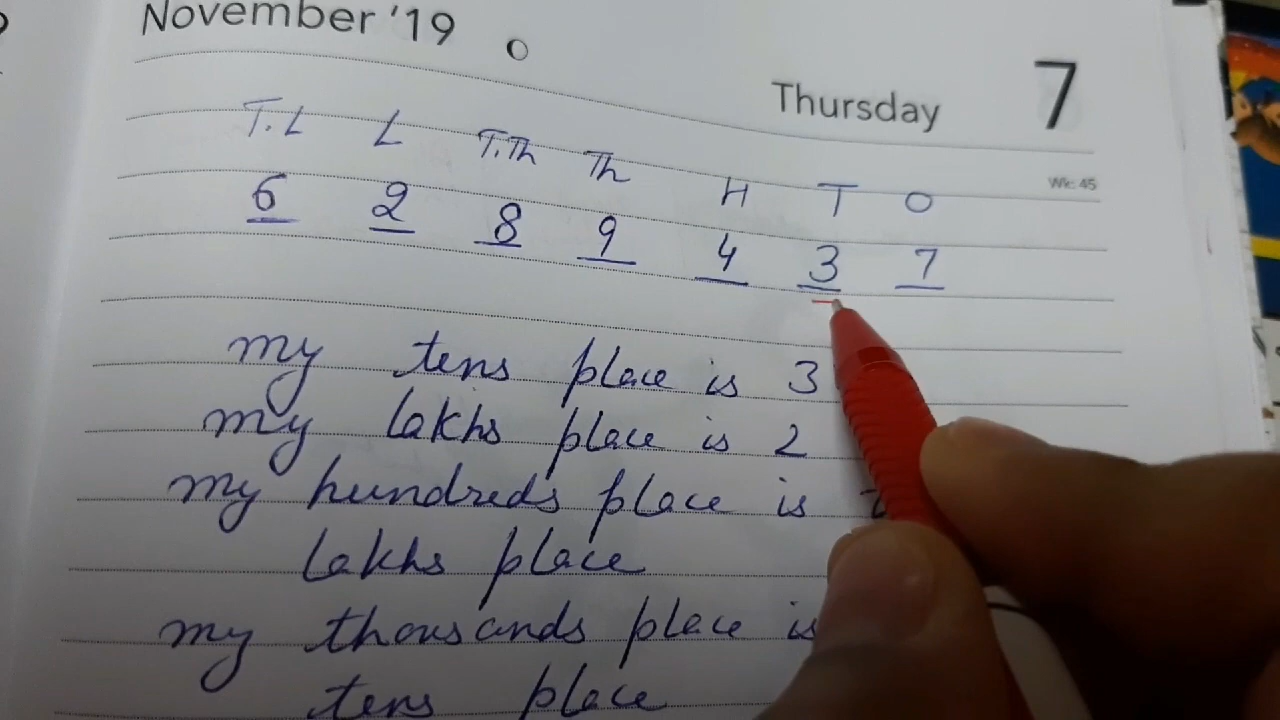 November '19
Thursday 7
Wk: 45
T.L L T.Th Th H T O
6 2 8 9 4 3 7
my tens place is 3
my lakhs place is 2
my hundreds place is
lakhs place
my thousands place is
tens place